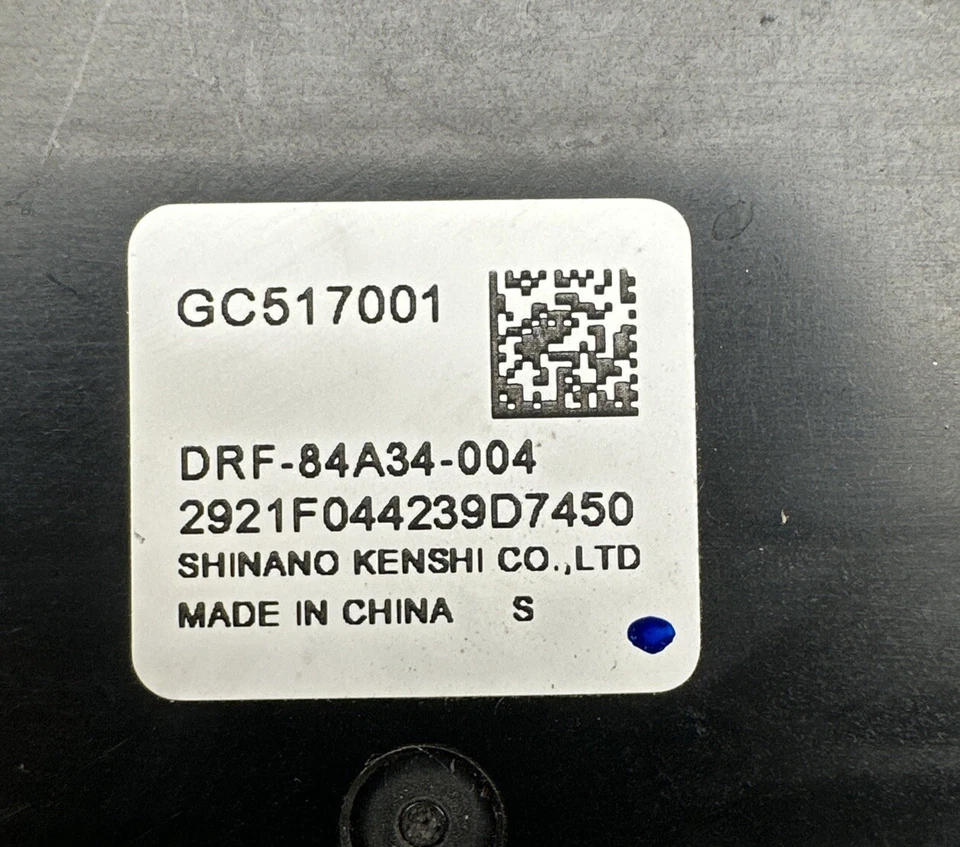 GC517001
DRF-84A34-004
2921F044239D7450
SHINANO KENSHI CO.,LTD
MADE IN CHINA S